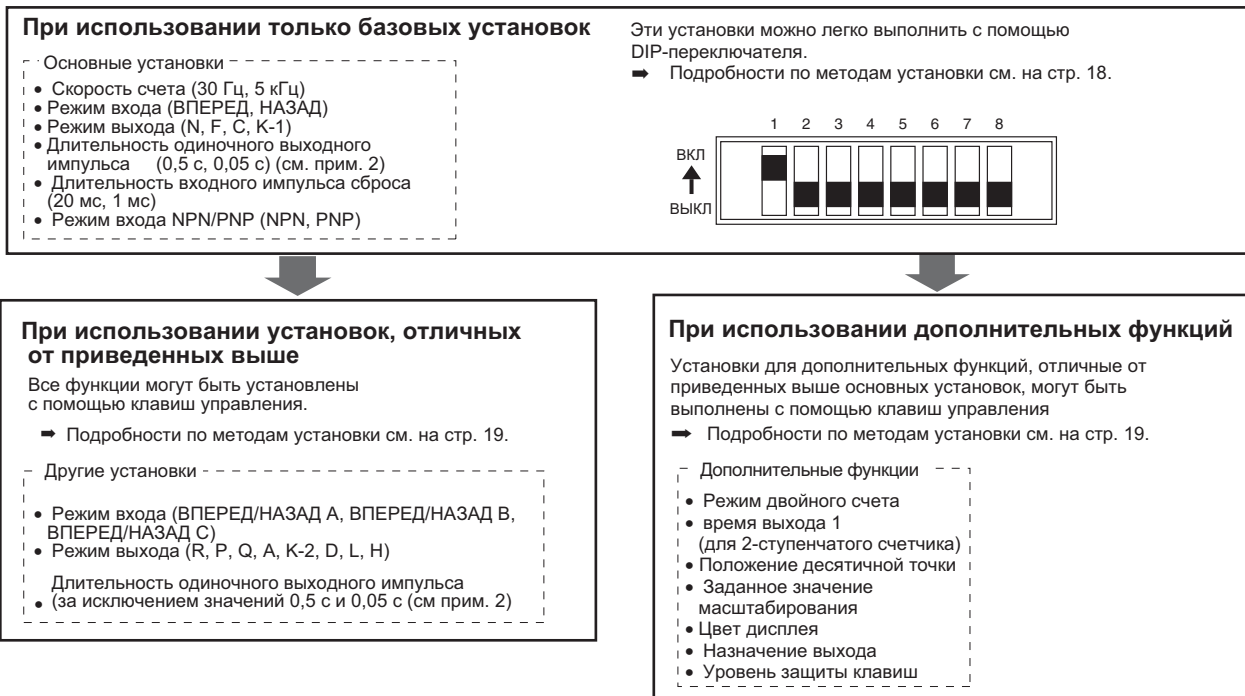 При использовании только базовых установок
Основные установки
• Скорость счета (30 Гц, 5 кГц)
• Режим входа (ВПЕРЕД, НАЗАД)
• Режим выхода (N, F, C, K-1)
• Длительность одиночного выходного
импульса (0,5 с, 0,05 с) (см. прим. 2)
• Длительность входного импульса сброса
(20 мс, 1 мс)
• Режим входа NPN/PNP (NPN, PNP)
Эти установки можно легко выполнить с помощью
DIP-переключателя.
➡ Подробности по методам установки см. на стр. 18.
1 2 3 4 5 6 7 8
ВКЛ
ВЫКЛ
При использовании установок, отличных
от приведенных выше
Все функции могут быть установлены
с помощью клавиш управления.
➡ Подробности по методам установки см. на стр. 19.
Другие установки
• Режим входа (ВПЕРЕД/НАЗАД A, ВПЕРЕД/НАЗАД B,
ВПЕРЕД/НАЗАД C)
• Режим выхода (R, P, Q, A, K-2, D, L, H)
Длительность одиночного выходного импульса
• (за исключением значений 0,5 с и 0,05 с (см прим. 2)
При использовании дополнительных функций
Установки для дополнительных функций, отличные от
приведенных выше основных установок, могут быть
выполнены с помощью клавиш управления
➡ Подробности по методам установки см. на стр. 19.
Дополнительные функции
• Режим двойного счета
• время выхода 1
(для 2-ступенчатого счетчика)
• Положение десятичной точки
• Заданное значение
масштабирования
• Цвет дисплея
• Назначение выхода
• Уровень защиты клавиш